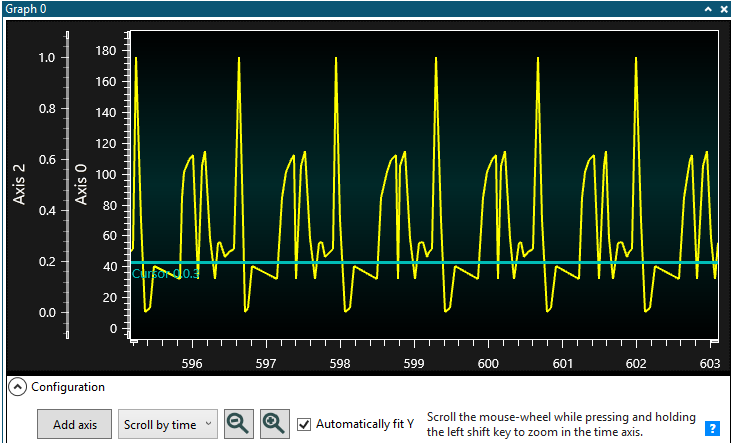 Graph 0
Axis 2
1.0
0.8
0.6
0.4
0.2
0.0
Axis 0
180
160
140
120
100
80
60
40
20
0
Cursor 0,0.3
596
597
598
599
600
601
602
603
Configuration
Add axis
Scroll by time
Automatically fit Y
Scroll the mouse-wheel while pressing and holding
the left shift key to zoom in the time axis.
?